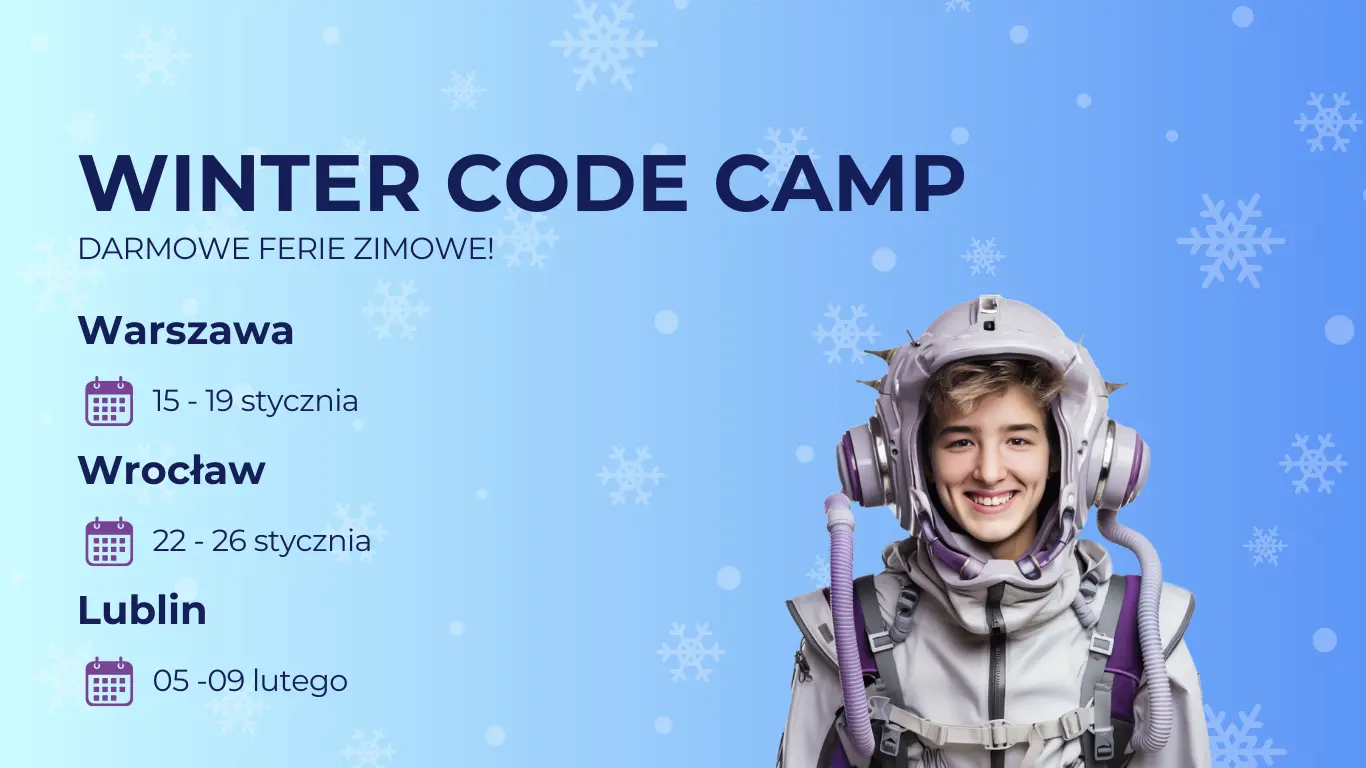 WINTER CODE CAMP
DARMOWE FERIE ZIMOWE!
Warszawa
15 - 19 stycznia
Wrocław
22 - 26 stycznia
Lublin
05 -09 lutego